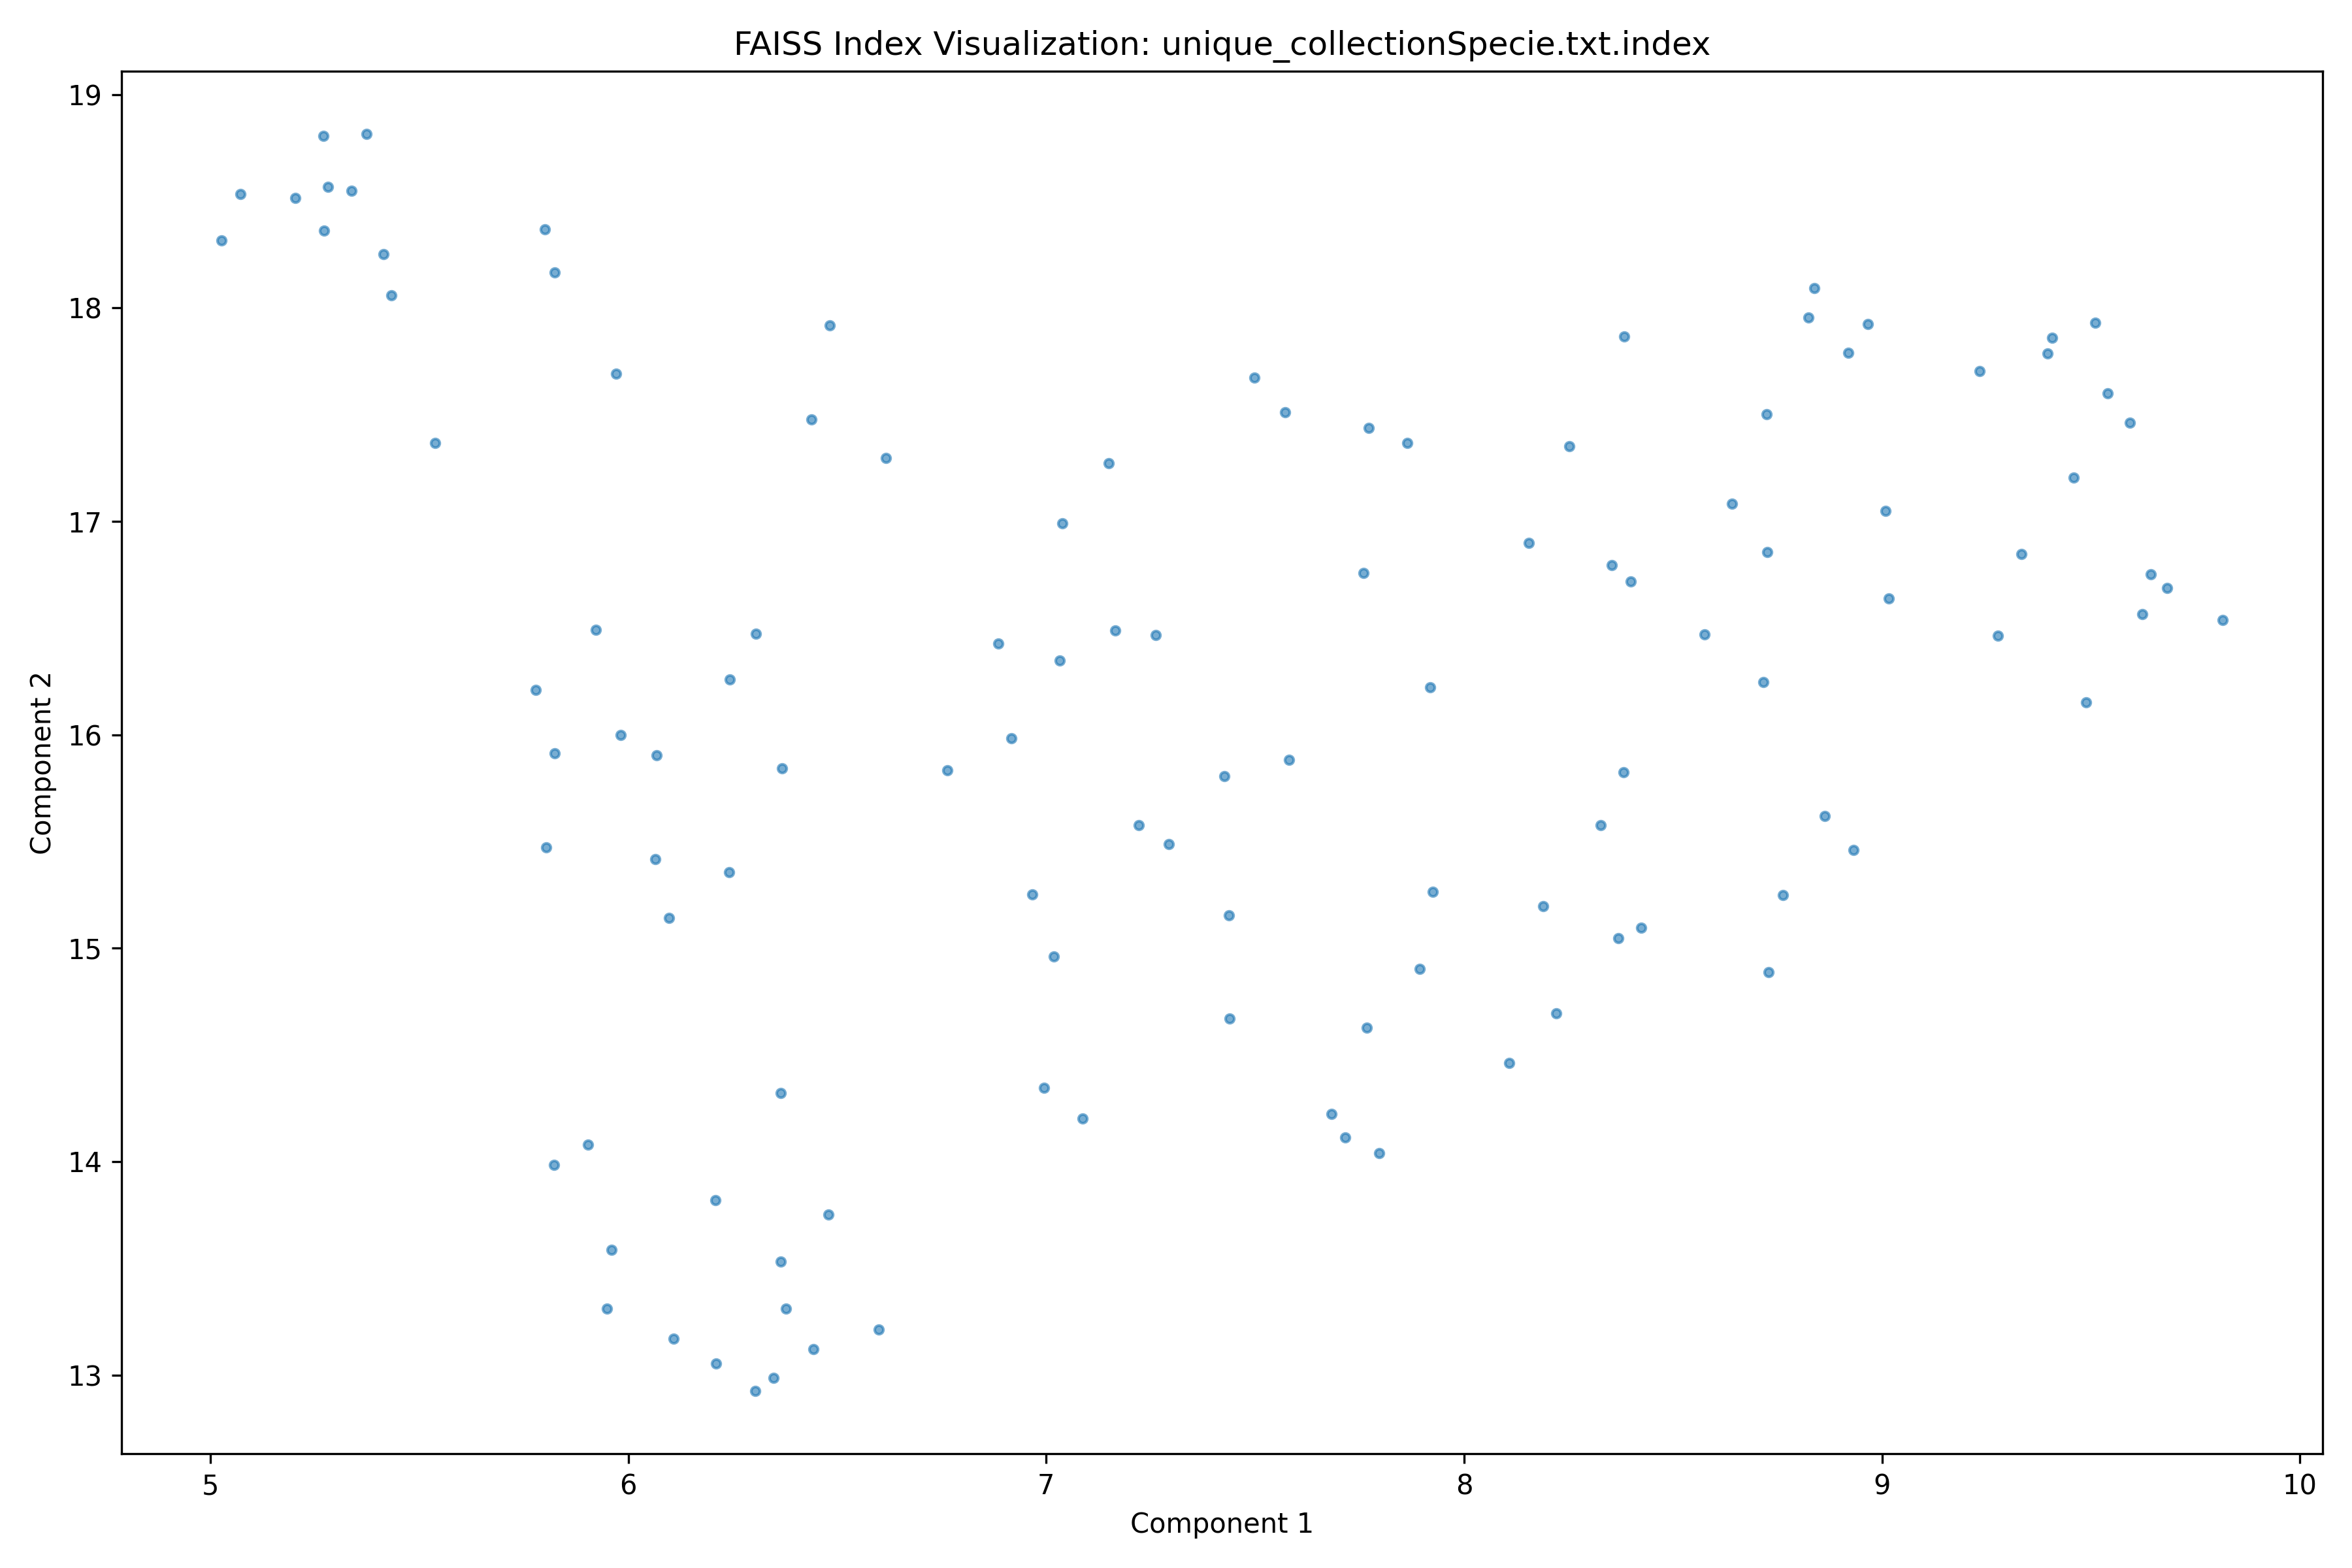 FAISS Index Visualization: unique_collectionSpecie.txt.index
19
18
17
16
15
14
13
Component 2
5 6 7 8 9 10
Component 1